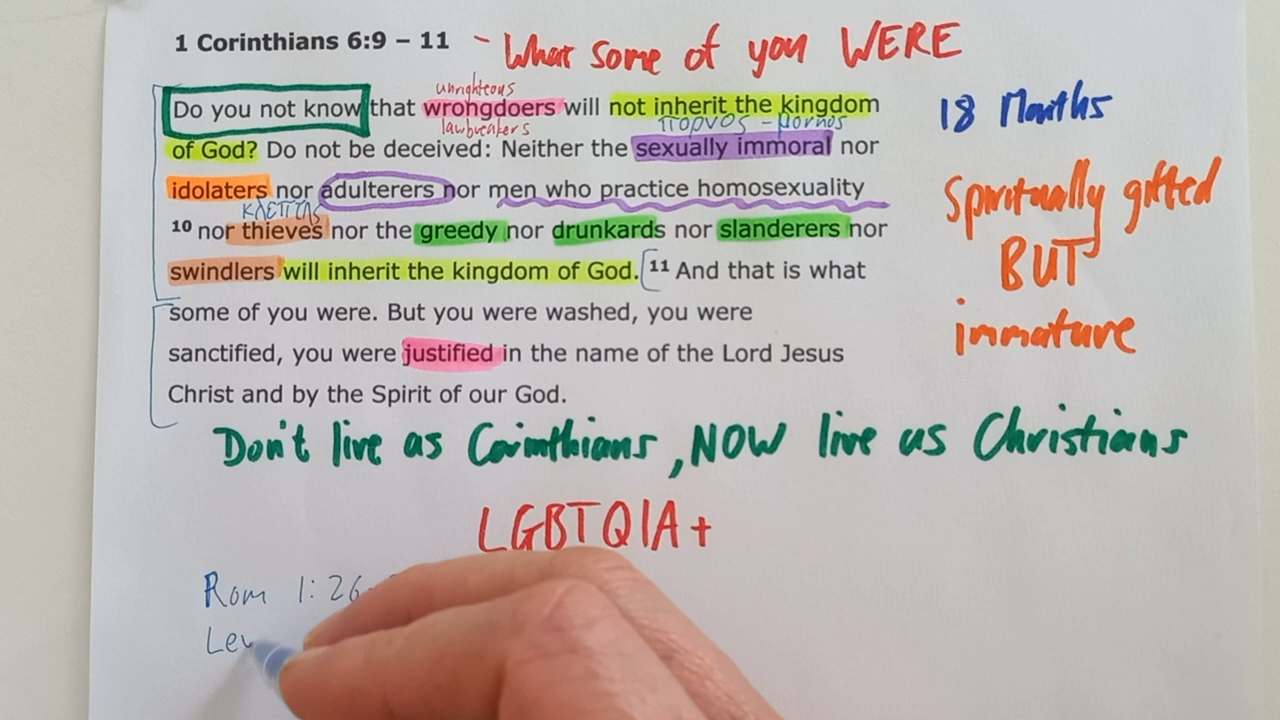 1 Corinthians 6:9 – 11 - What some of you WERE
unrighteous
Do you not know that wrongdoers will not inherit the kingdom
lawbreakers πορνος - pornos
of God? Do not be deceived: Neither the sexually immoral nor
idolaters nor adulterers nor men who practice homosexuality
κλεπτης
10 nor thieves nor the greedy nor drunkards nor slanderers nor
swindlers will inherit the kingdom of God. 11 And that is what
some of you were. But you were washed, you were
sanctified, you were justified in the name of the Lord Jesus
Christ and by the Spirit of our God.
18 Months
Spiritually gifted
BUT
immature
Don't live as Corinthians, NOW live as Christians
LGBTQIA+
Rom 1:26
Lev